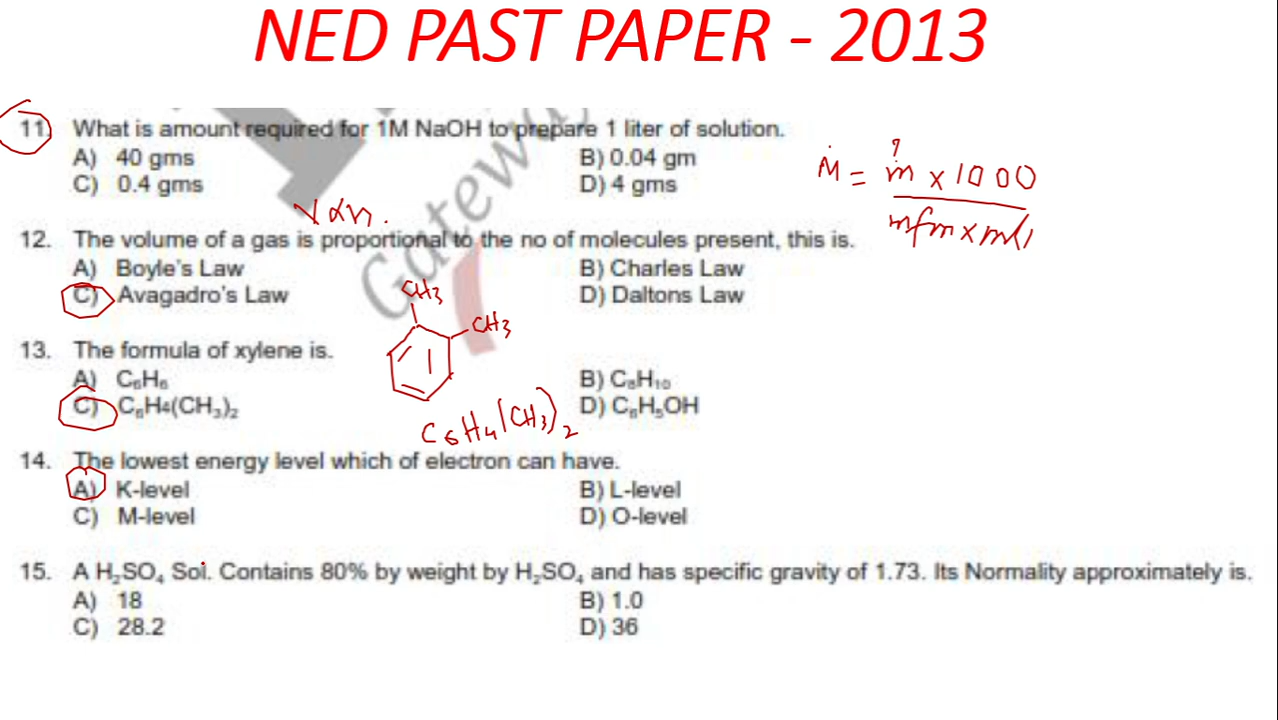 NED PAST PAPER - 2013
11. What is amount required for 1M NaOH to prepare 1 liter of solution.
A) 40 gms B) 0.04 gm
C) 0.4 gms D) 4 gms
M = m? x 1000
mfm x ml
V α n.
12. The volume of a gas is proportional to the no of molecules present, this is.
A) Boyle's Law B) Charles Law
C) Avagadro's Law D) Daltons Law
CH3
CH3
13. The formula of xylene is.
A) C₆H₆ B) C₈H₁₀
C) C₆H₄(CH₃)₂ D) C₆H₅OH
C6H4(CH3)2
14. The lowest energy level which of electron can have.
A) K-level B) L-level
C) M-level D) O-level
15. A H₂SO₄ Sol. Contains 80% by weight by H₂SO₄ and has specific gravity of 1.73. Its Normality approximately is.
A) 18 B) 1.0
C) 28.2 D) 36
Gateway